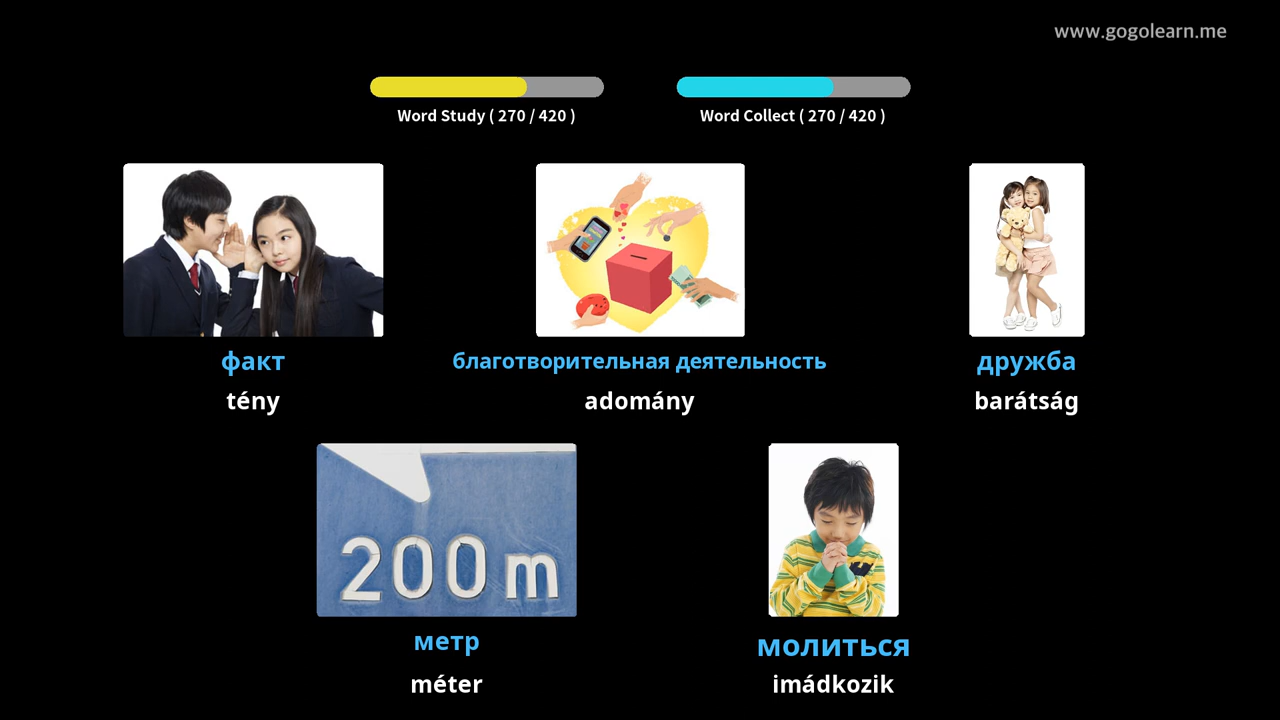 www.gogolearn.me
Word Study ( 270 / 420 )
Word Collect ( 270 / 420 )
факт
благотворительная деятельность
дружба
tény
adomány
barátság
200 m
метр
молиться
méter
imádkozik